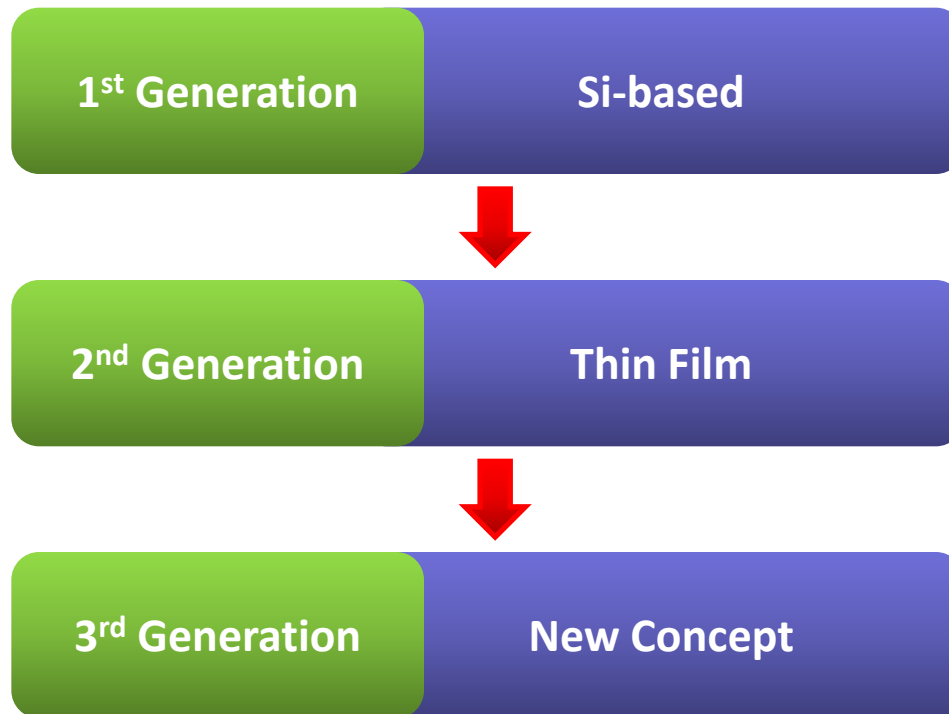 1st Generation Si-based
2nd Generation Thin Film
3rd Generation New Concept